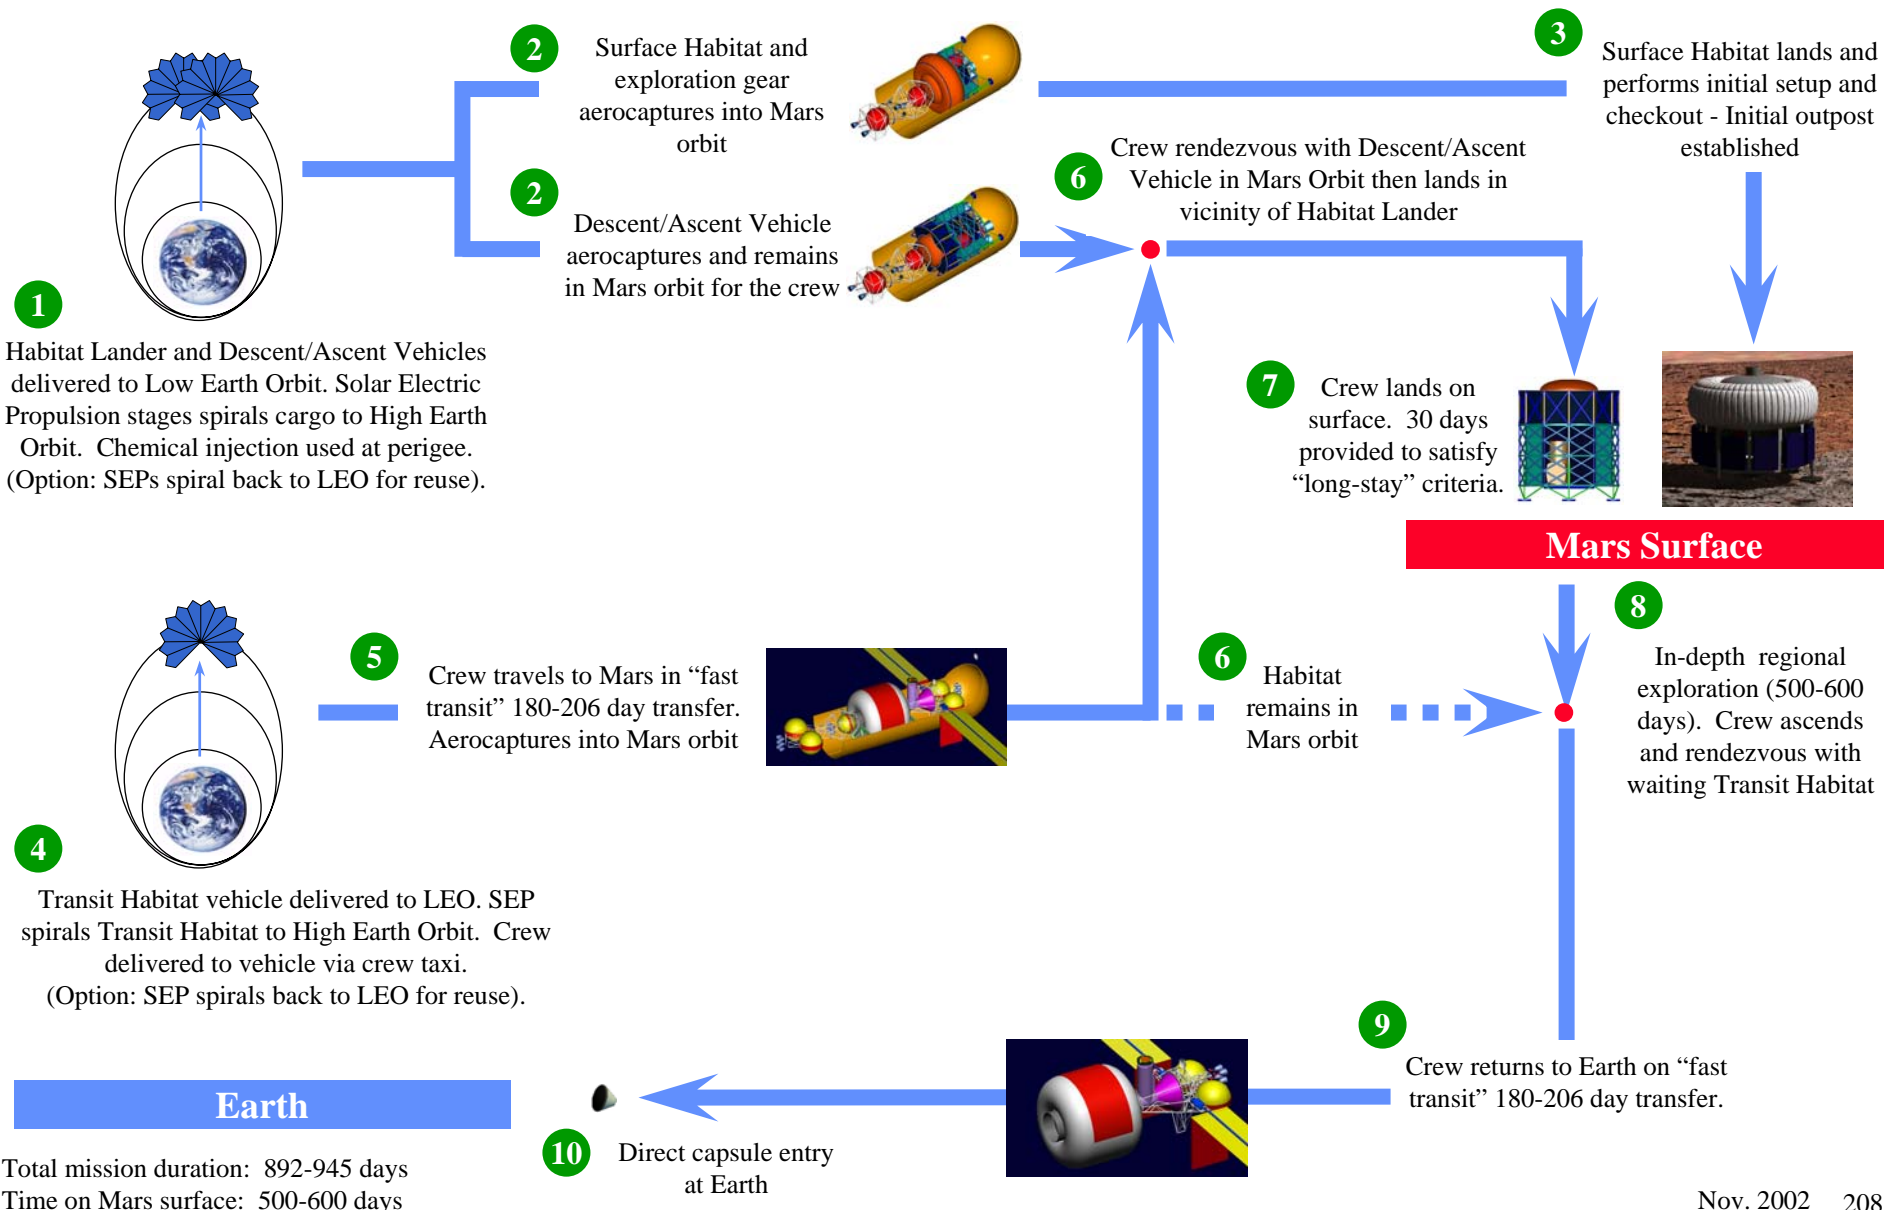 1
Habitat Lander and Descent/Ascent Vehicles
delivered to Low Earth Orbit. Solar Electric
Propulsion stages spirals cargo to High Earth
Orbit.  Chemical injection used at perigee.
(Option: SEPs spiral back to LEO for reuse).
2
Surface Habitat and
exploration gear
aerocaptures into Mars
orbit
2
Descent/Ascent Vehicle
aerocaptures and remains
in Mars orbit for the crew
3
Surface Habitat lands and
performs initial setup and
checkout - Initial outpost
established
4
Transit Habitat vehicle delivered to LEO. SEP
spirals Transit Habitat to High Earth Orbit.  Crew
delivered to vehicle via crew taxi.
(Option: SEP spirals back to LEO for reuse).
5
Crew travels to Mars in “fast
transit” 180-206 day transfer.
Aerocaptures into Mars orbit
6
Crew rendezvous with Descent/Ascent
Vehicle in Mars Orbit then lands in
vicinity of Habitat Lander
6
Habitat
remains in
Mars orbit
7
Crew lands on
surface.  30 days
provided to satisfy
“long-stay” criteria.
Mars Surface
8
In-depth  regional
exploration (500-600
days).  Crew ascends
and rendezvous with
waiting Transit Habitat
9
Crew returns to Earth on “fast
transit” 180-206 day transfer.
10
Direct capsule entry
at Earth
Earth
Total mission duration:  892-945 days
Time on Mars surface:  500-600 days
Nov. 2002
208